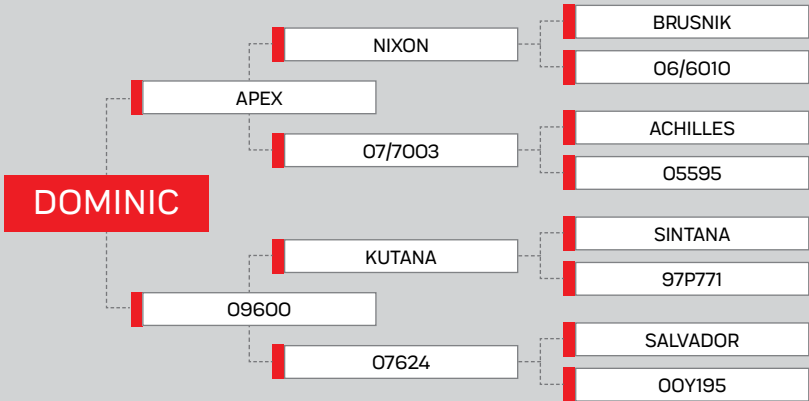 BRUSNIK
NIXON
06/6010
APEX
ACHILLES
07/7003
05595
DOMINIC
SINTANA
KUTANA
97P771
09600
SALVADOR
07624
00Y195